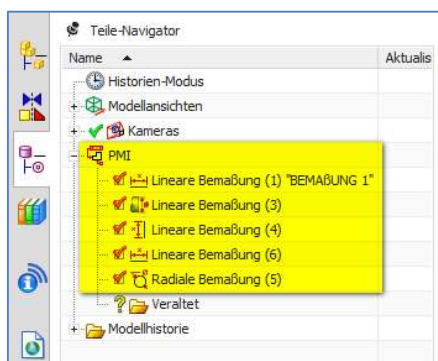 Teile-Navigator
Name Aktualis
Historien-Modus
Modellansichten
Kameras
PMI
Lineare Bemaßung (1) "BEMAßUNG 1"
Lineare Bemaßung (3)
Lineare Bemaßung (4)
Lineare Bemaßung (6)
Radiale Bemaßung (5)
Veraltet
Modellhistorie